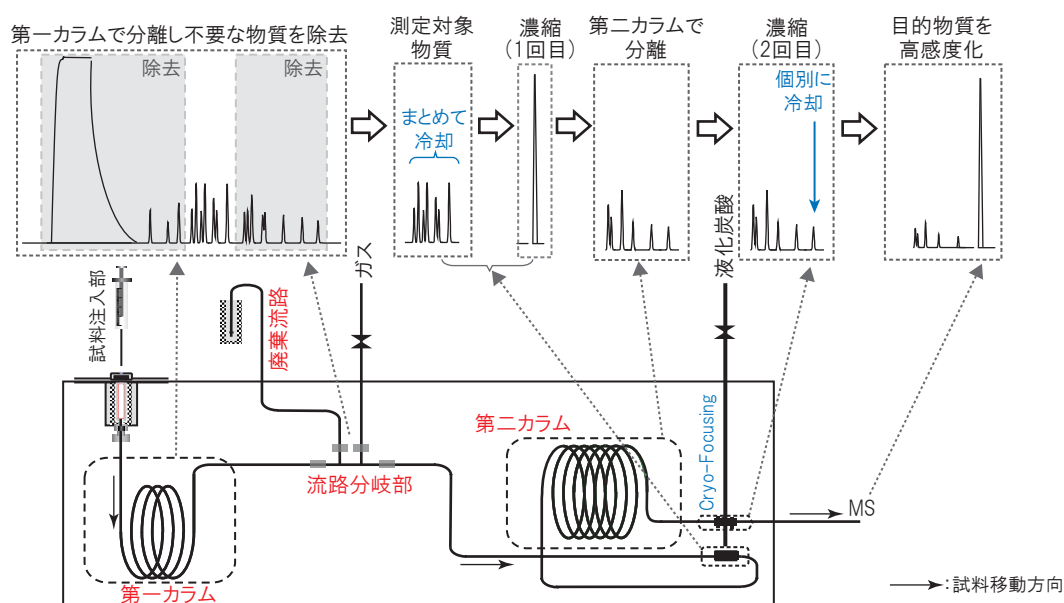 第一カラムで分離し不要な物質を除去
除去
除去
測定対象
物質
まとめて
冷却
濃縮
(1回目)
第二カラムで
分離
濃縮
(2回目)
個別に
冷却
目的物質を
高感度化
試料注入部
廃棄流路
ガス
液化炭酸
第二カラム
Cryo-Focusing
流路分岐部
MS
第一カラム
:試料移動方向